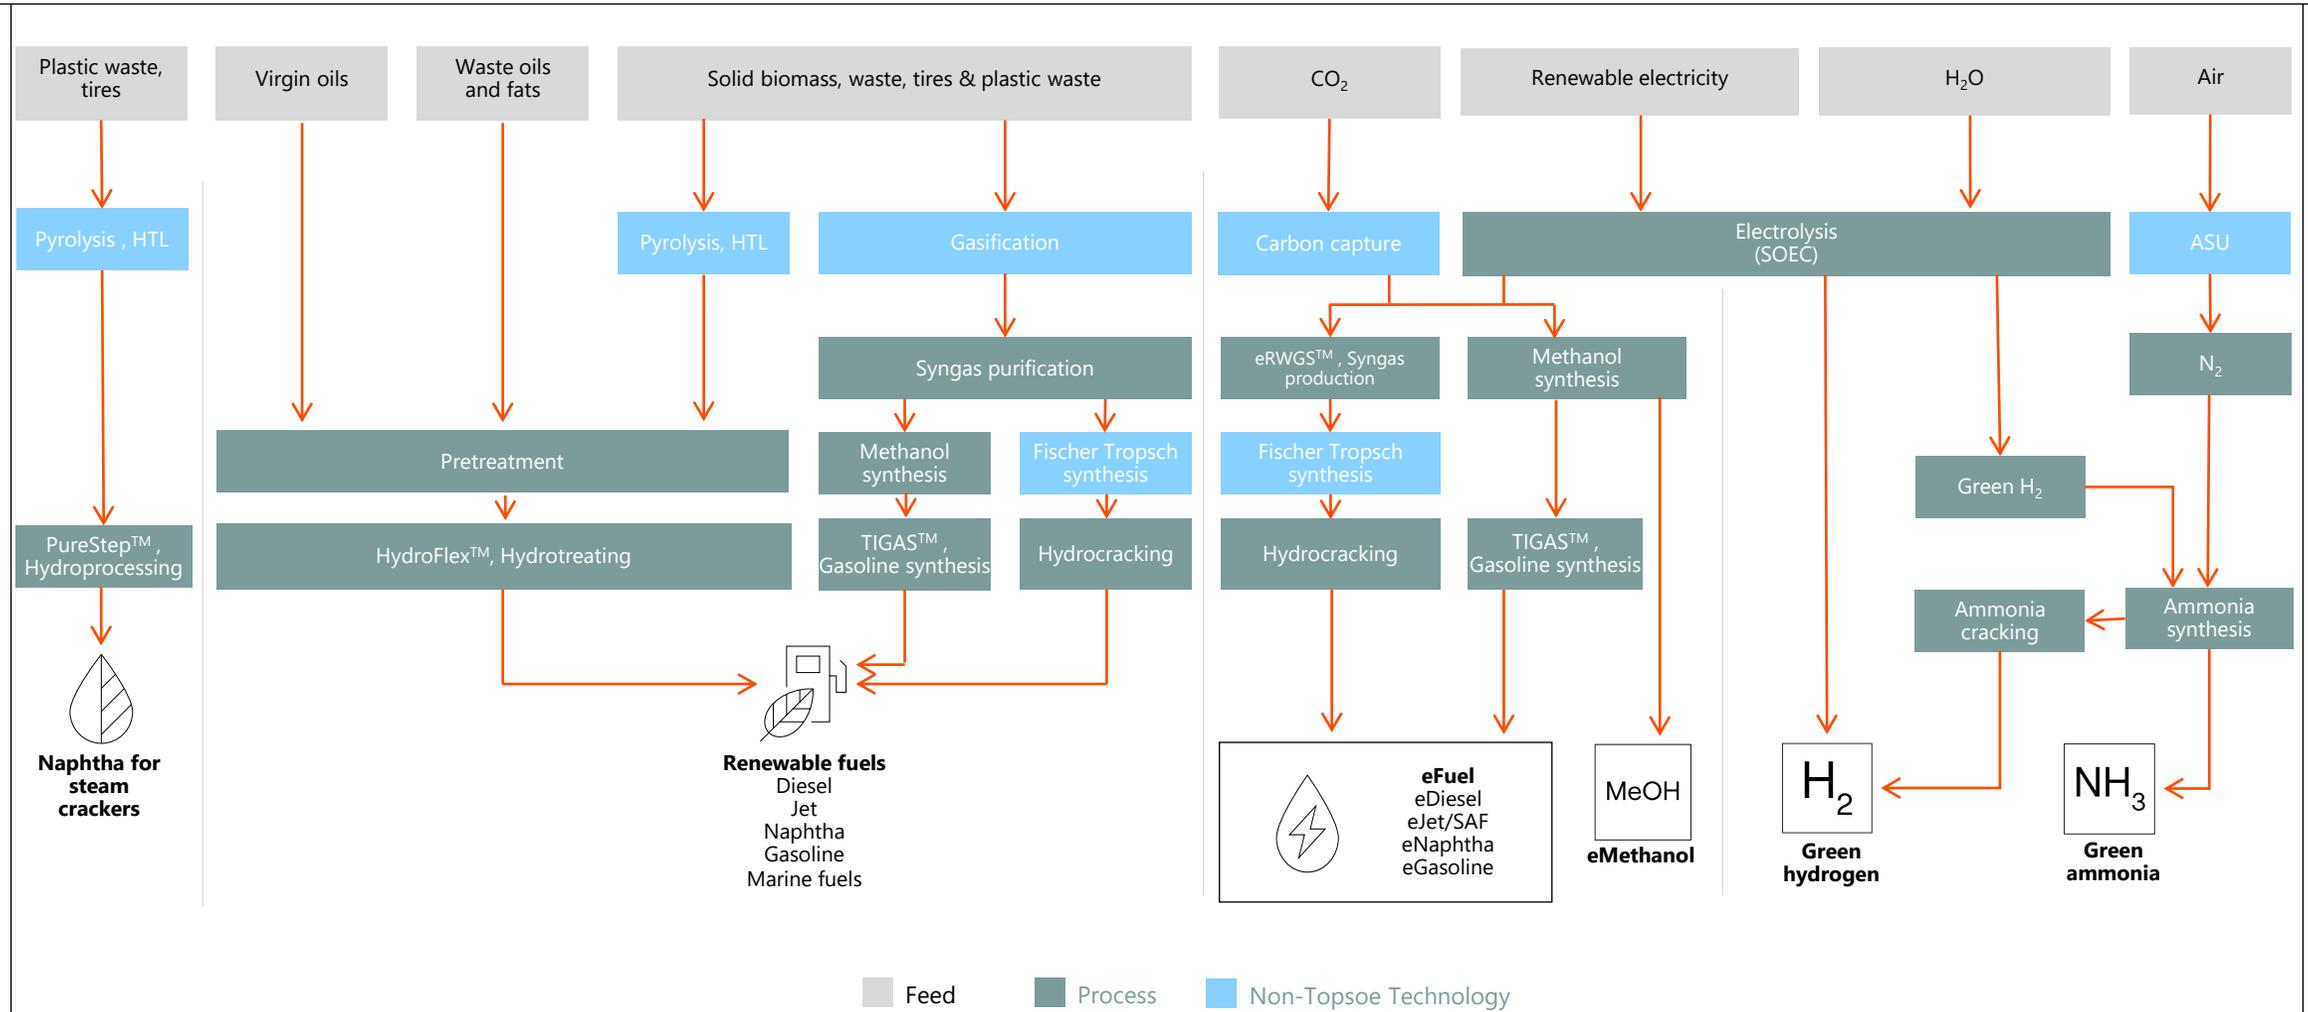 Plastic waste,
tires
Virgin oils
Waste oils
and fats
Solid biomass, waste, tires & plastic waste
CO₂
Renewable electricity
H₂O
Air
Pyrolysis , HTL
Pyrolysis, HTL
Gasification
Carbon capture
Electrolysis
(SOEC)
ASU
Syngas purification
eRWGS™ , Syngas
production
Methanol
synthesis
N₂
Pretreatment
Methanol
synthesis
Fischer Tropsch
synthesis
Fischer Tropsch
synthesis
Green H₂
PureStep™ ,
Hydroprocessing
HydroFlex™, Hydrotreating
TIGAS™ ,
Gasoline synthesis
Hydrocracking
Hydrocracking
TIGAS™ ,
Gasoline synthesis
Ammonia
cracking
Ammonia
synthesis
Naphtha for
steam
crackers
Renewable fuels
Diesel
Jet
Naphtha
Gasoline
Marine fuels
eFuel
eDiesel
eJet/SAF
eNaphtha
eGasoline
MeOH
eMethanol
H₂
Green
hydrogen
NH₃
Green
ammonia
Feed
Process
Non-Topsoe Technology